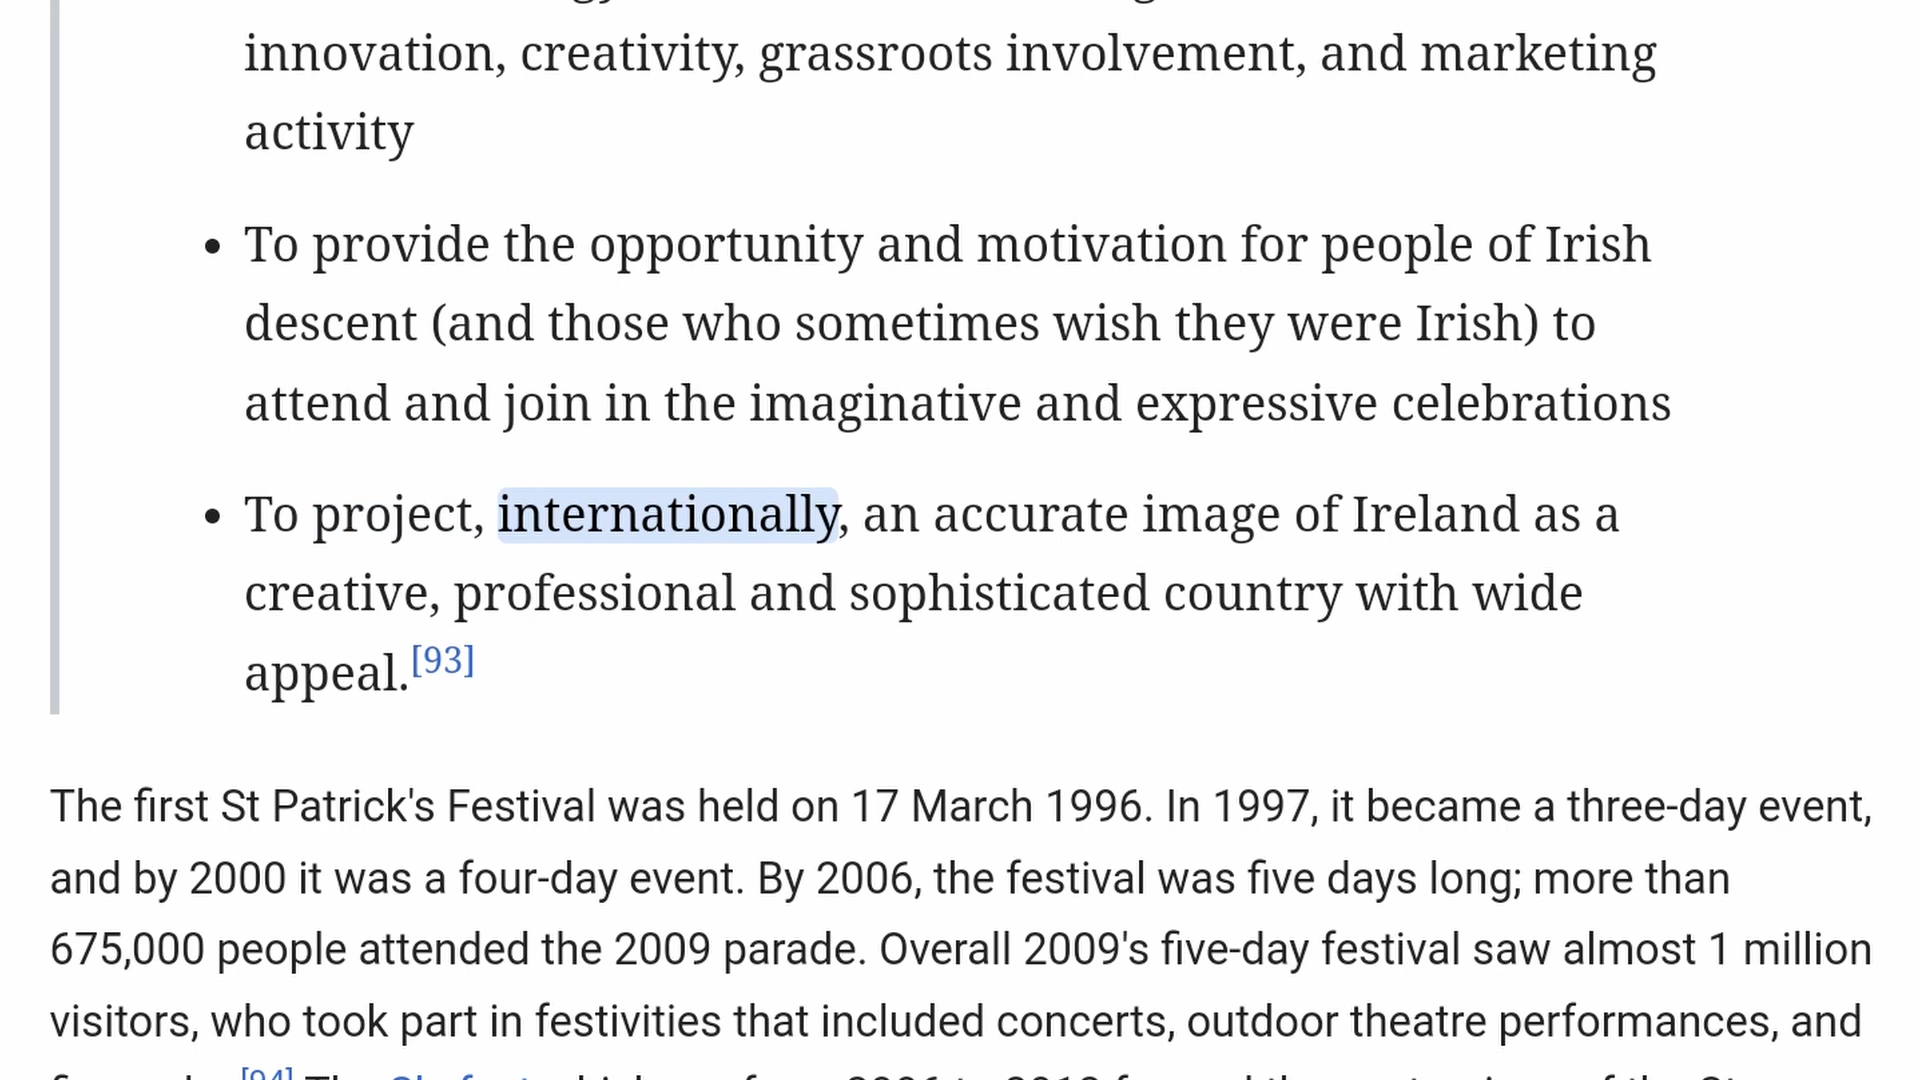 innovation, creativity, grassroots involvement, and marketing
activity
• To provide the opportunity and motivation for people of Irish
descent (and those who sometimes wish they were Irish) to
attend and join in the imaginative and expressive celebrations
• To project, internationally, an accurate image of Ireland as a
creative, professional and sophisticated country with wide
appeal.[93]
The first St Patrick's Festival was held on 17 March 1996. In 1997, it became a three-day event,
and by 2000 it was a four-day event. By 2006, the festival was five days long; more than
675,000 people attended the 2009 parade. Overall 2009's five-day festival saw almost 1 million
visitors, who took part in festivities that included concerts, outdoor theatre performances, and
[94] The